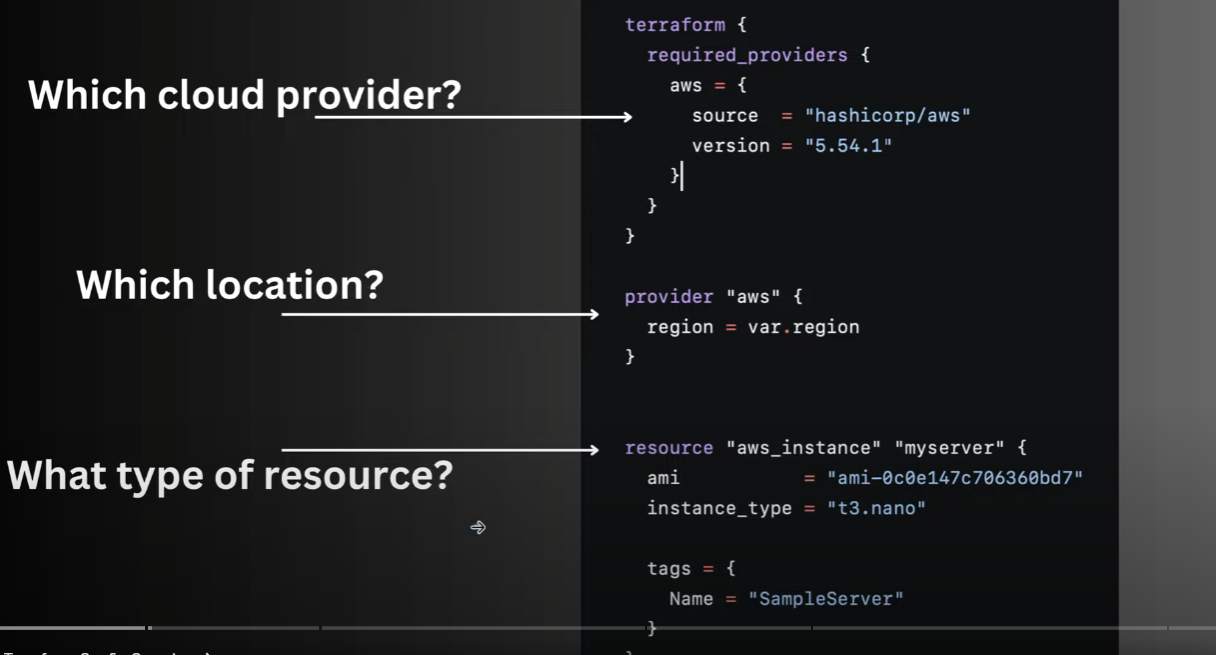 Which cloud provider?
Which location?
What type of resource?
terraform {
  required_providers {
    aws = {
      source  = "hashicorp/aws"
      version = "5.54.1"
    }
  }
}

provider "aws" {
  region = var.region
}

resource "aws_instance" "myserver" {
  ami           = "ami-0c0e147c706360bd7"
  instance_type = "t3.nano"

  tags = {
    Name = "SampleServer"
  }